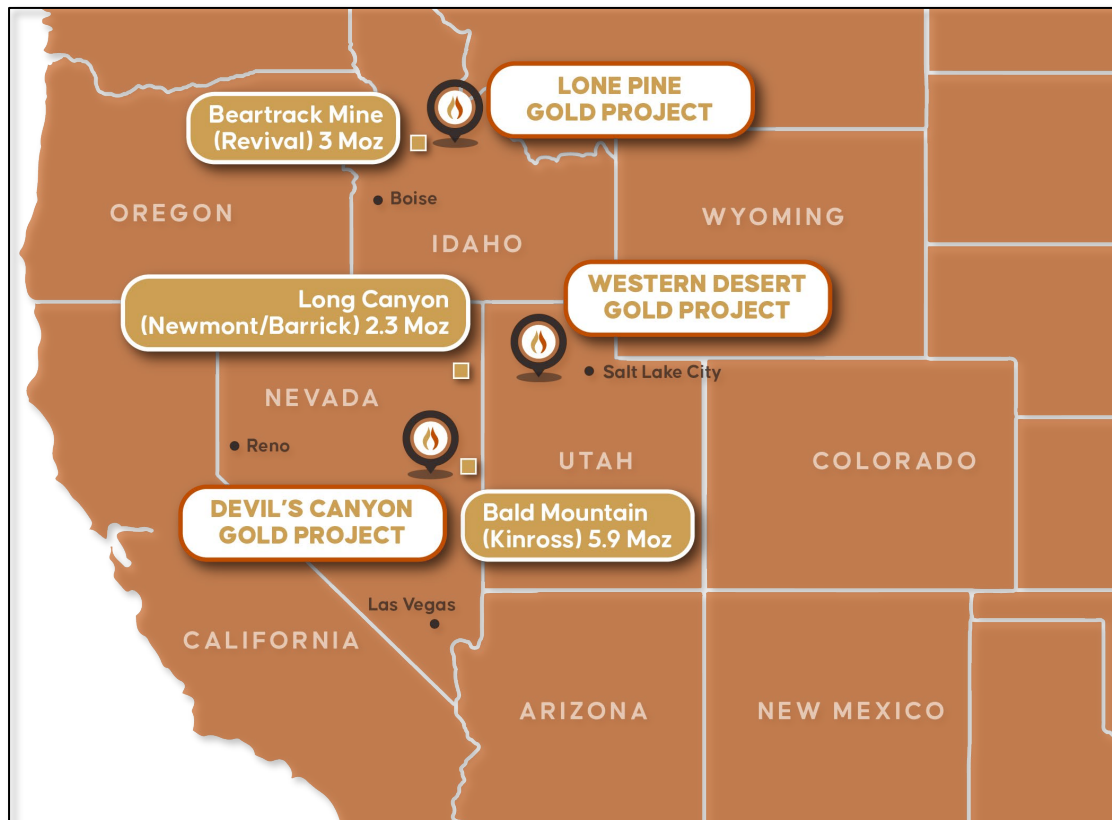 LONE PINE
GOLD PROJECT
Beartrack Mine
(Revival) 3 Moz
Boise
OREGON
WYOMING
IDAHO
WESTERN DESERT
GOLD PROJECT
Long Canyon
(Newmont/Barrick) 2.3 Moz
Salt Lake City
NEVADA
Reno
UTAH
COLORADO
DEVIL'S CANYON
GOLD PROJECT
Bald Mountain
(Kinross) 5.9 Moz
Las Vegas
CALIFORNIA
ARIZONA
NEW MEXICO